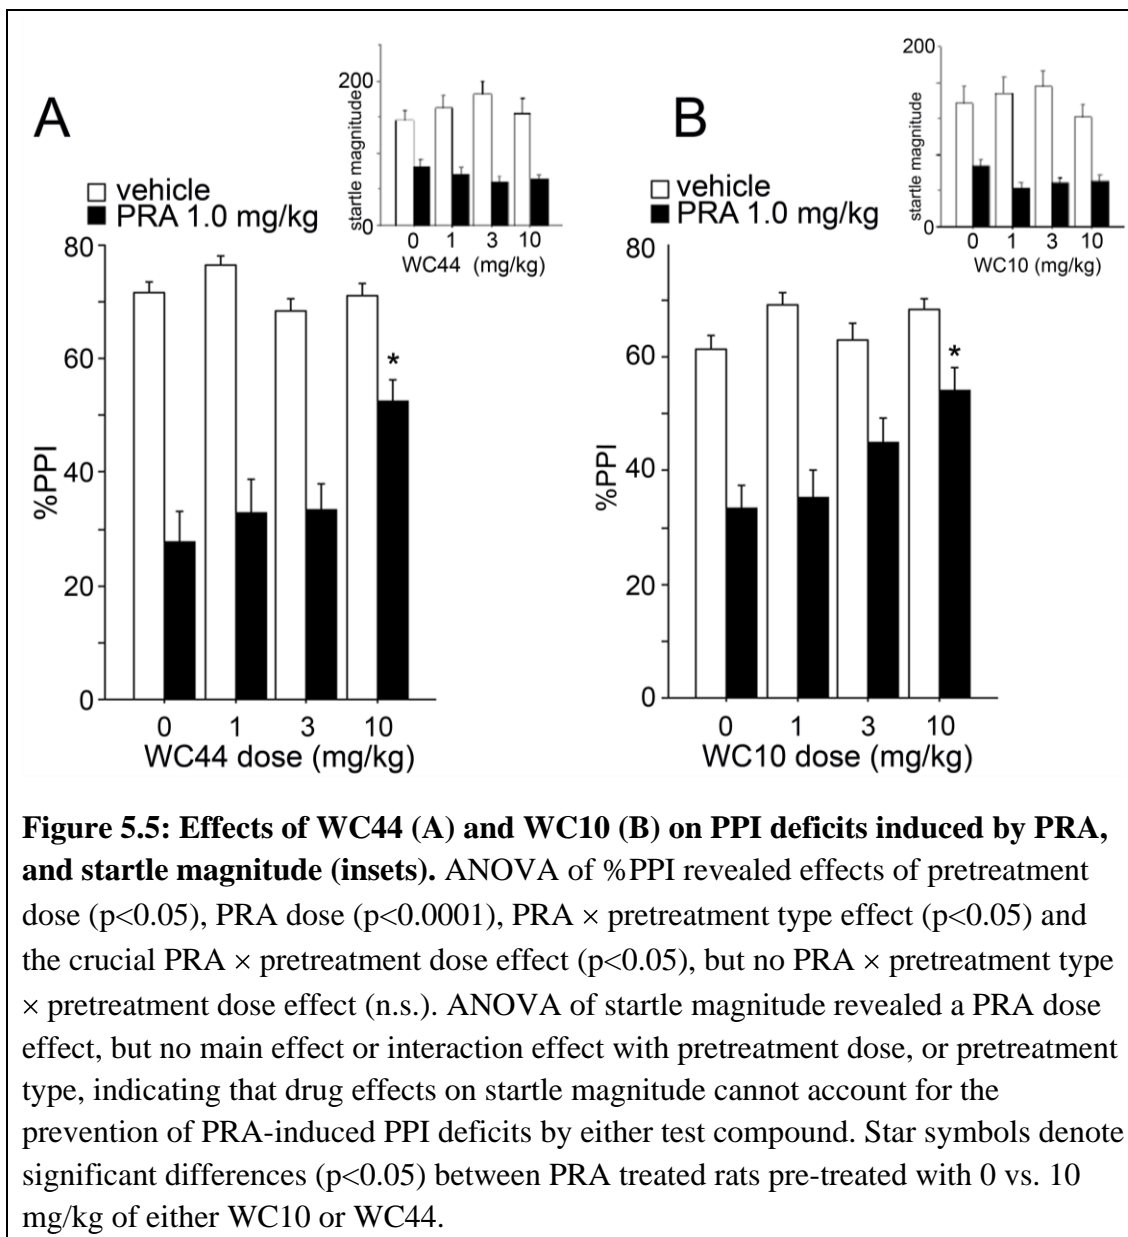 A
200
startle magnitude
0
0 1 3 10
WC44 (mg/kg)
vehicle
PRA 1.0 mg/kg
80
60
40
20
0
%PPI
*
0 1 3 10
WC44 dose (mg/kg)
B
200
startle magnitude
0
0 1 3 10
WC10 (mg/kg)
vehicle
PRA 1.0 mg/kg
80
60
40
20
0
%PPI
*
0 1 3 10
WC10 dose (mg/kg)
Figure 5.5: Effects of WC44 (A) and WC10 (B) on PPI deficits induced by PRA,
and startle magnitude (insets). ANOVA of %PPI revealed effects of pretreatment
dose (p<0.05), PRA dose (p<0.0001), PRA × pretreatment type effect (p<0.05) and
the crucial PRA × pretreatment dose effect (p<0.05), but no PRA × pretreatment type
× pretreatment dose effect (n.s.). ANOVA of startle magnitude revealed a PRA dose
effect, but no main effect or interaction effect with pretreatment dose, or pretreatment
type, indicating that drug effects on startle magnitude cannot account for the
prevention of PRA-induced PPI deficits by either test compound. Star symbols denote
significant differences (p<0.05) between PRA treated rats pre-treated with 0 vs. 10
mg/kg of either WC10 or WC44.